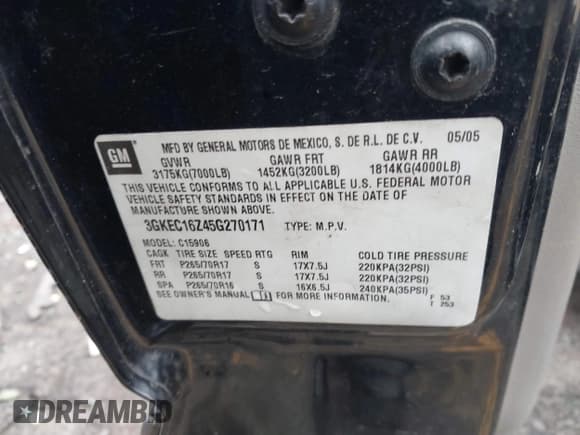 GM
MFD BY GENERAL MOTORS DE MEXICO, S. DE R.L. DE C.V. 05/05
GVWR GAWR FRT GAWR RR
3175KG(7000LB) 1452KG(3200LB) 1814KG(4000LB)
THIS VEHICLE CONFORMS TO ALL APPLICABLE U.S. FEDERAL MOTOR
VEHICLE SAFETY STANDARDS IN EFFECT ON THE DATE OF
MANUFACTURE SHOWN ABOVE.
3GKEC16Z45G270171 TYPE: M.P.V.
MODEL: C15906
CAGK TIRE SIZE SPEED RTG RIM COLD TIRE PRESSURE
FRT P265/70R17 S 17X7.5J 220KPA(32PSI)
RR P265/70R17 S 17X7.5J 220KPA(32PSI)
SPA P265/70R16 S 16X6.5J 240KPA(35PSI)
SEE OWNER'S MANUAL FOR MORE INFORMATION. F 53
T 253
DREAMBID